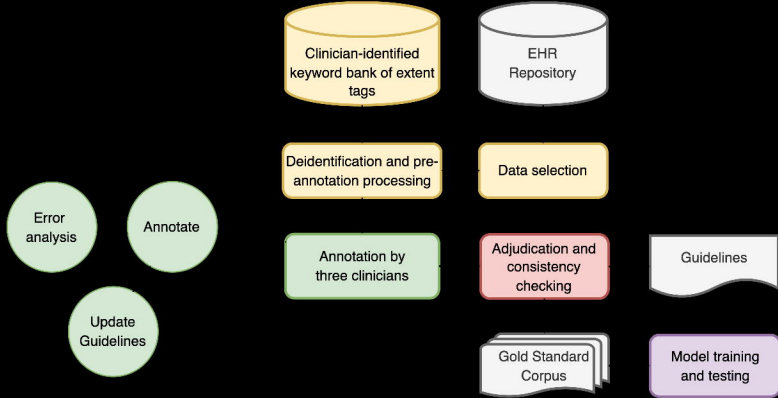 Clinician-identified
keyword bank of extent
tags
EHR
Repository
Deidentification and pre-
annotation processing
Data selection
Error
analysis
Annotate
Update
Guidelines
Annotation by
three clinicians
Adjudication and
consistency
checking
Guidelines
Gold Standard
Corpus
Model training
and testing